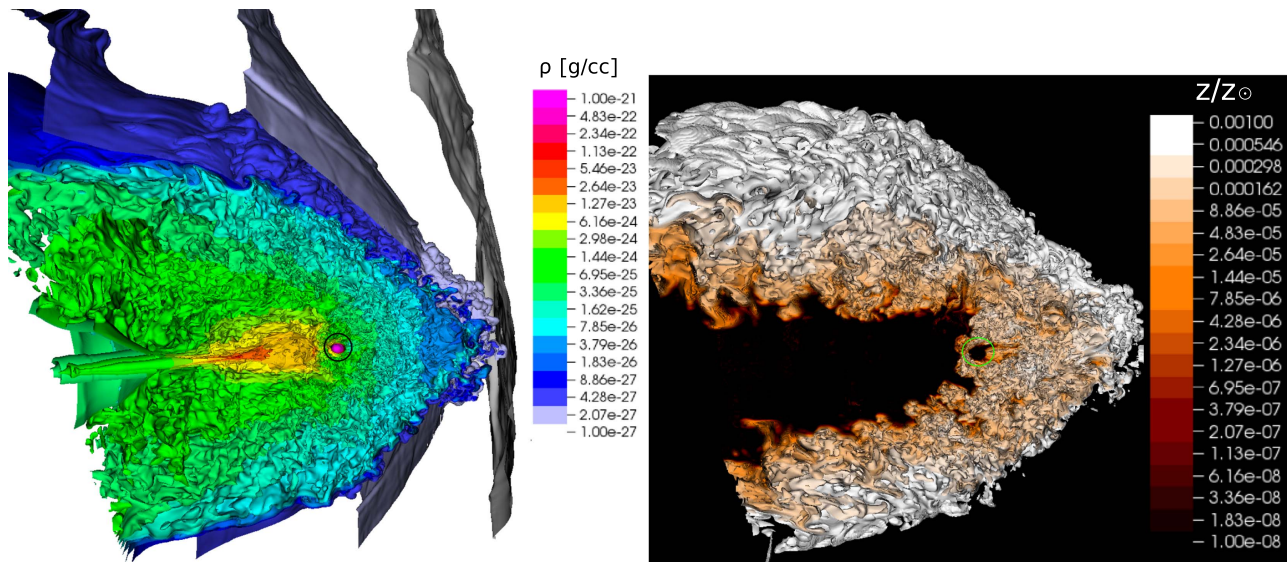 ρ [g/cc]
1.00e-21
4.83e-22
2.34e-22
1.13e-22
5.46e-23
2.64e-23
1.27e-23
6.16e-24
2.98e-24
1.44e-24
6.95e-25
3.36e-25
1.62e-25
7.85e-26
3.79e-26
1.83e-26
8.86e-27
4.28e-27
2.07e-27
1.00e-27
Z/Z⊙
0.00100
0.000546
0.000298
0.000162
8.86e-05
4.83e-05
2.64e-05
1.44e-05
7.85e-06
4.28e-06
2.34e-06
1.27e-06
6.95e-07
3.79e-07
2.07e-07
1.13e-07
6.16e-08
3.36e-08
1.83e-08
1.00e-08